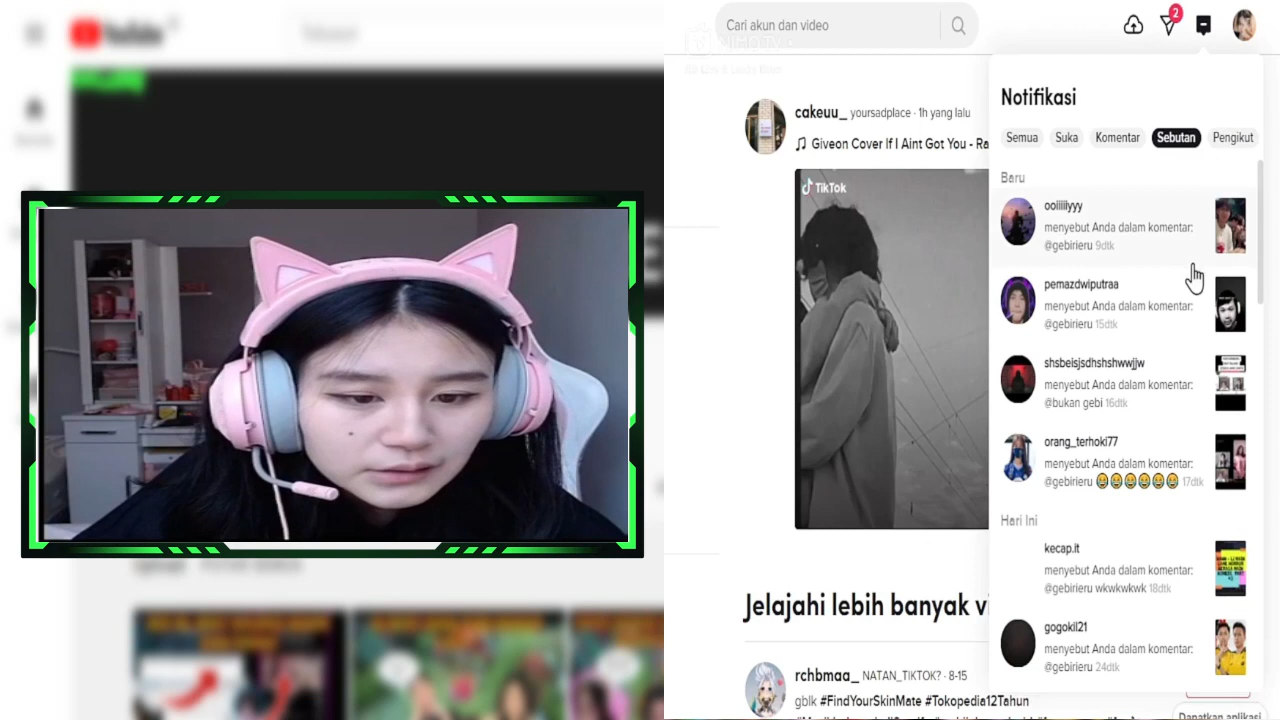 Cari akun dan video
2
cakeuu_ yoursadplace · 1h yang lalu
♫ Giveon Cover If I Aint Got You - Ra
TikTok
Notifikasi
Semua Suka Komentar Sebutan Pengikut
Baru
ooiiiiiyyy
menyebut Anda dalam komentar:
@gebirieru 9dtk
pemazdwiputraa
menyebut Anda dalam komentar:
@gebirieru 15dtk
shsbeisjsdhshshwwjjw
menyebut Anda dalam komentar:
@bukan gebi 16dtk
orang_terhoki77
menyebut Anda dalam komentar:
@gebirieru 😂😂😂😂😂😂 17dtk
Hari Ini
kecap.it
menyebut Anda dalam komentar:
@gebirieru wkwkwkwk 18dtk
gogokil21
menyebut Anda dalam komentar:
@gebirieru 24dtk
Jelajahi lebih banyak vi
rchbmaa_ NATAN_TIKTOK? · 8-15
gblk #FindYourSkinMate #Tokopedia12Tahun
Dapatkan aplikasi